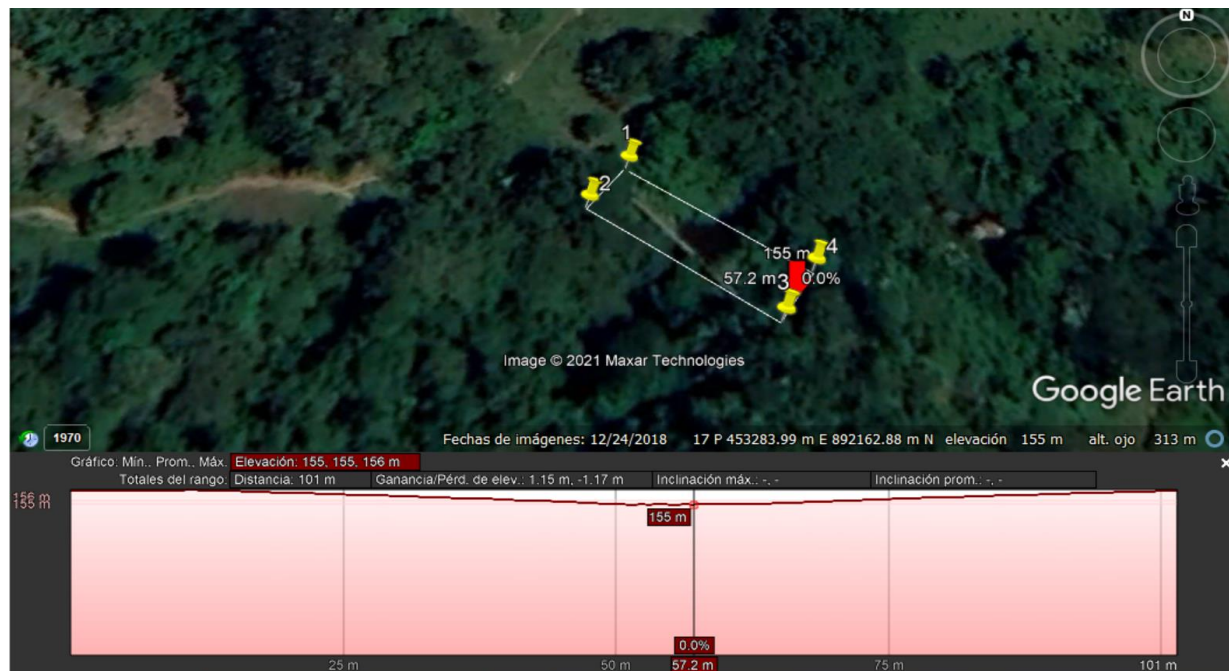 N
1
2
155 m
4
57.2 m
3
0.0%
Image © 2021 Maxar Technologies
Google Earth
1970
Fechas de imágenes: 12/24/2018 17 P 453283.99 m E 892162.88 m N elevación 155 m alt. ojo 313 m
Gráfico: Mín., Prom., Máx. Elevación: 155, 155, 156 m
Totales del rango: Distancia: 101 m Ganancia/Pérd. de elev.: 1.15 m, -1.17 m Inclinación máx.: -, - Inclinación prom.: -, -
156 m
155 m
155 m
0.0%
25 m 50 m 57.2 m 75 m 101 m